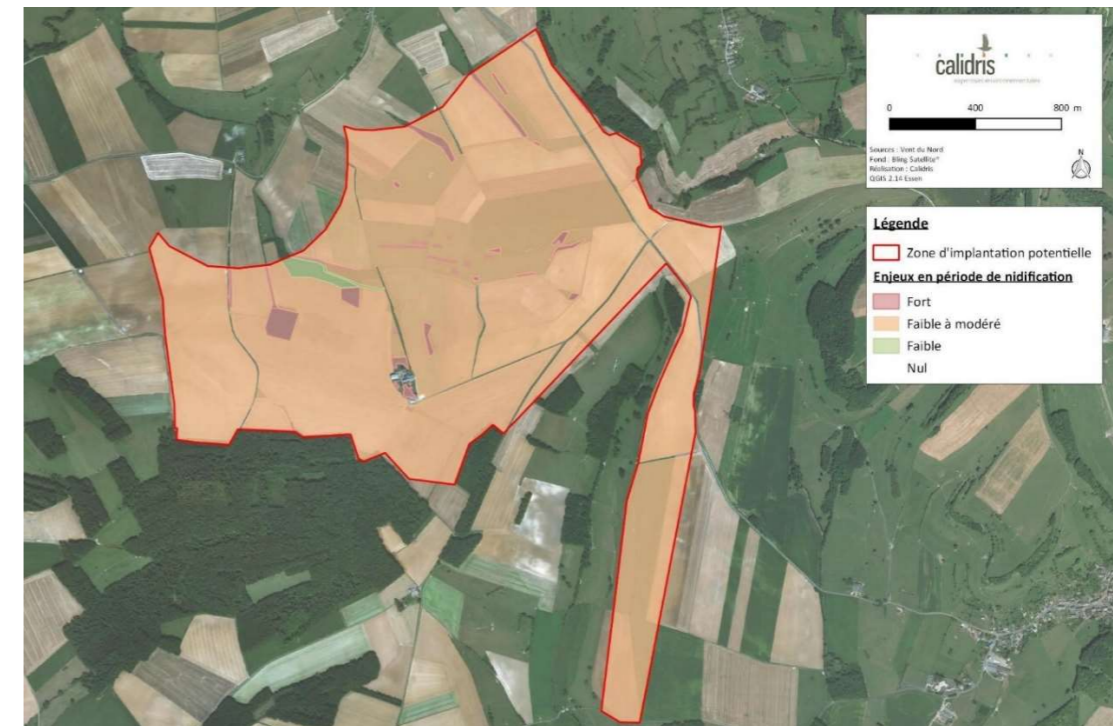 calidris
0 400 800 m
Sources : Vent du Nord
Fond : Bing Satellite®
Réalisation : Calidris
QGIS 2.14 Essen
N
Légende
Zone d'implantation potentielle
Enjeux en période de nidification
Fort
Faible à modéré
Faible
Nul